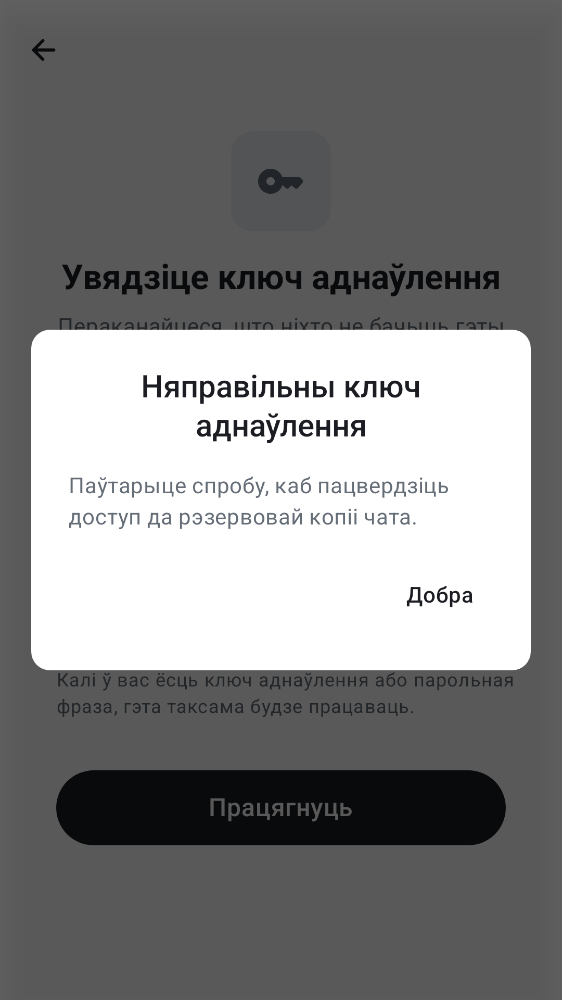 Увядзіце ключ аднаўлення
Пераканайцеся, што ніхто не бачыць гэты
Няправільны ключ
аднаўлення
Паўтарыце спробу, каб пацвердзіць
доступ да рэзервовай копіі чата.
Добра
Калі ў вас ёсць ключ аднаўлення або парольная
фраза, гэта таксама будзе працаваць.
Працягнуць